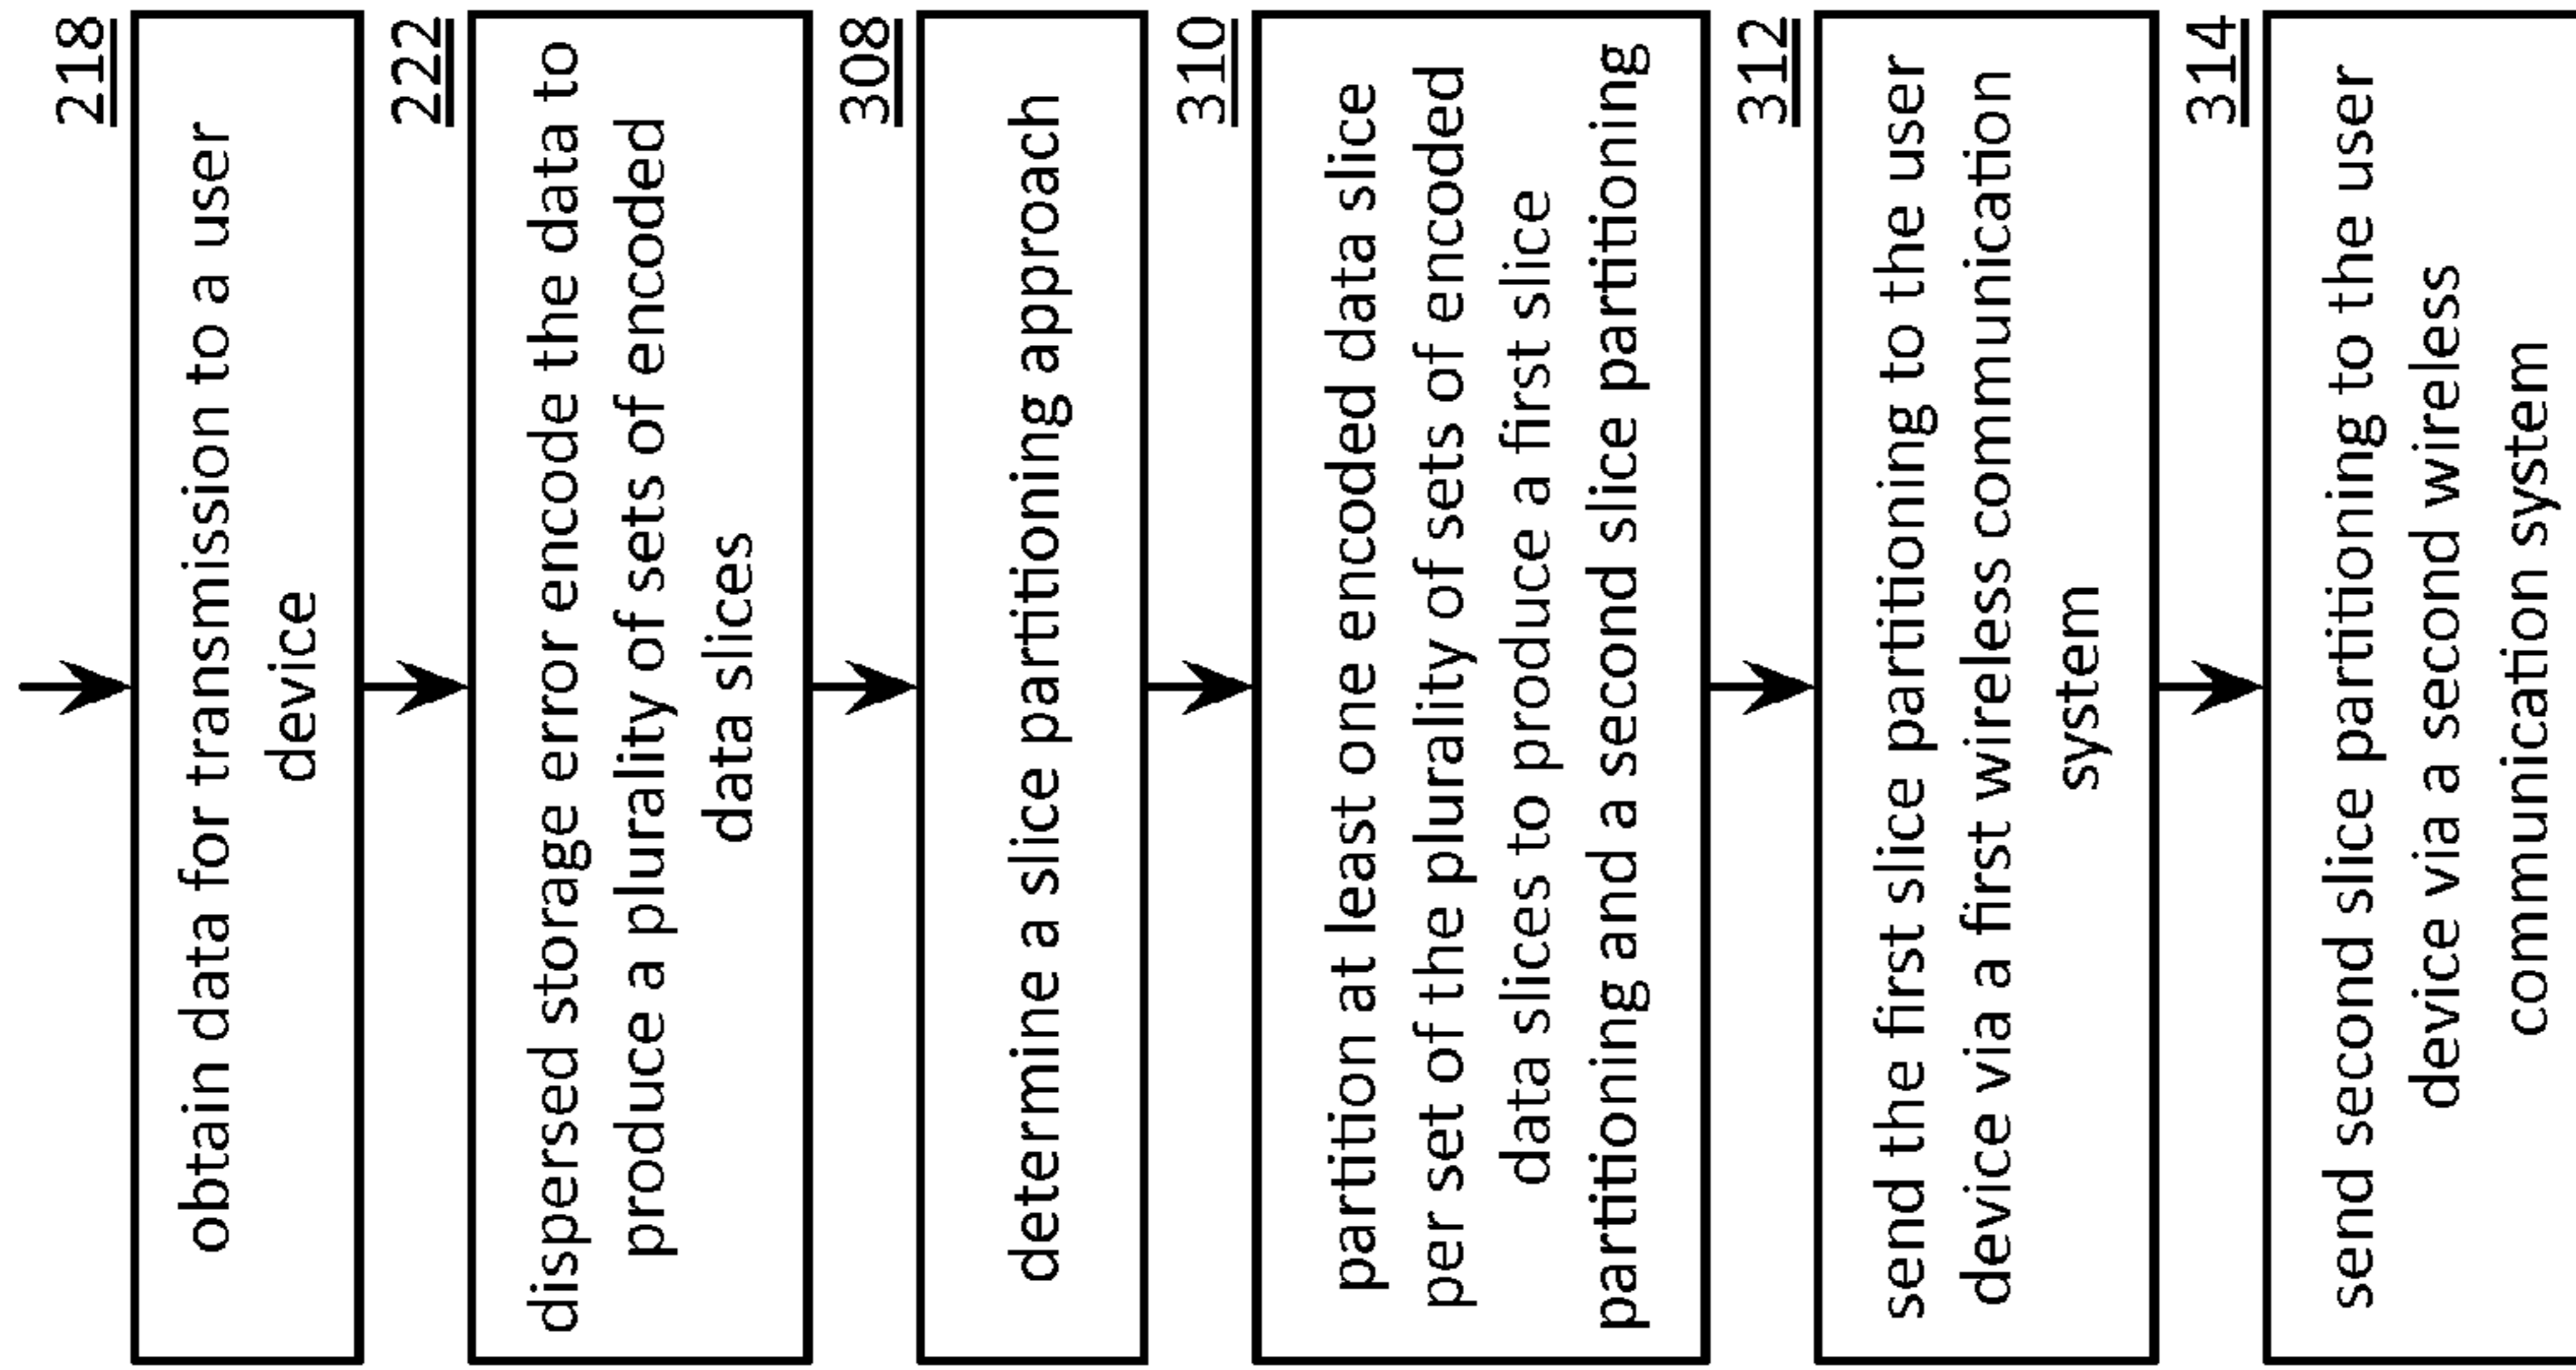 218
obtain data for transmission to a user
device
222
dispersed storage error encode the data to
produce a plurality of sets of encoded
data slices
308
determine a slice partitioning approach
310
partition at least one encoded data slice
per set of the plurality of sets of encoded
data slices to produce a first slice
partitioning and a second slice partitioning
312
send the first slice partitioning to the user
device via a first wireless communication
system
314
send second slice partitioning to the user
device via a second wireless
communication system